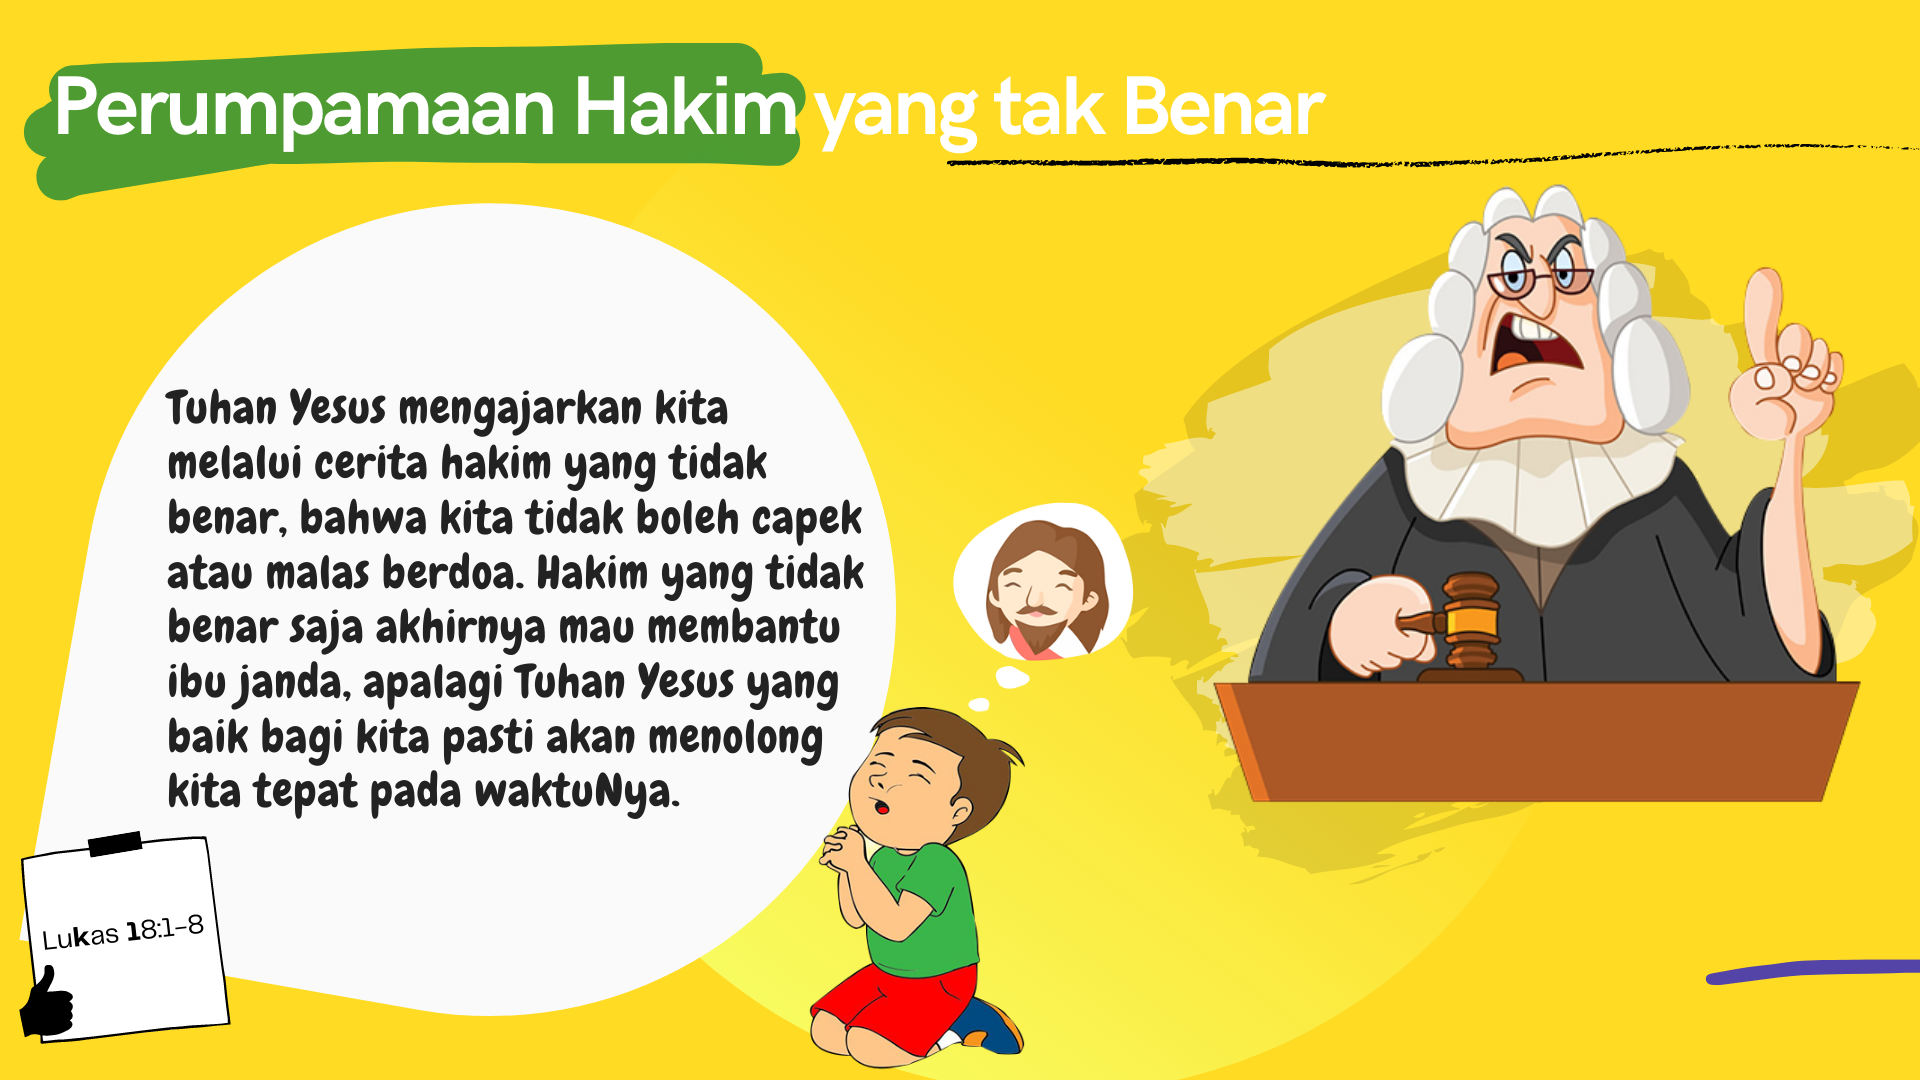 Perumpamaan Hakim yang tak Benar
Tuhan Yesus mengajarkan kita
melalui cerita hakim yang tidak
benar, bahwa kita tidak boleh capek
atau malas berdoa. Hakim yang tidak
benar saja akhirnya mau membantu
ibu janda, apalagi Tuhan Yesus yang
baik bagi kita pasti akan menolong
kita tepat pada waktuNya.
Lukas 18:1-8